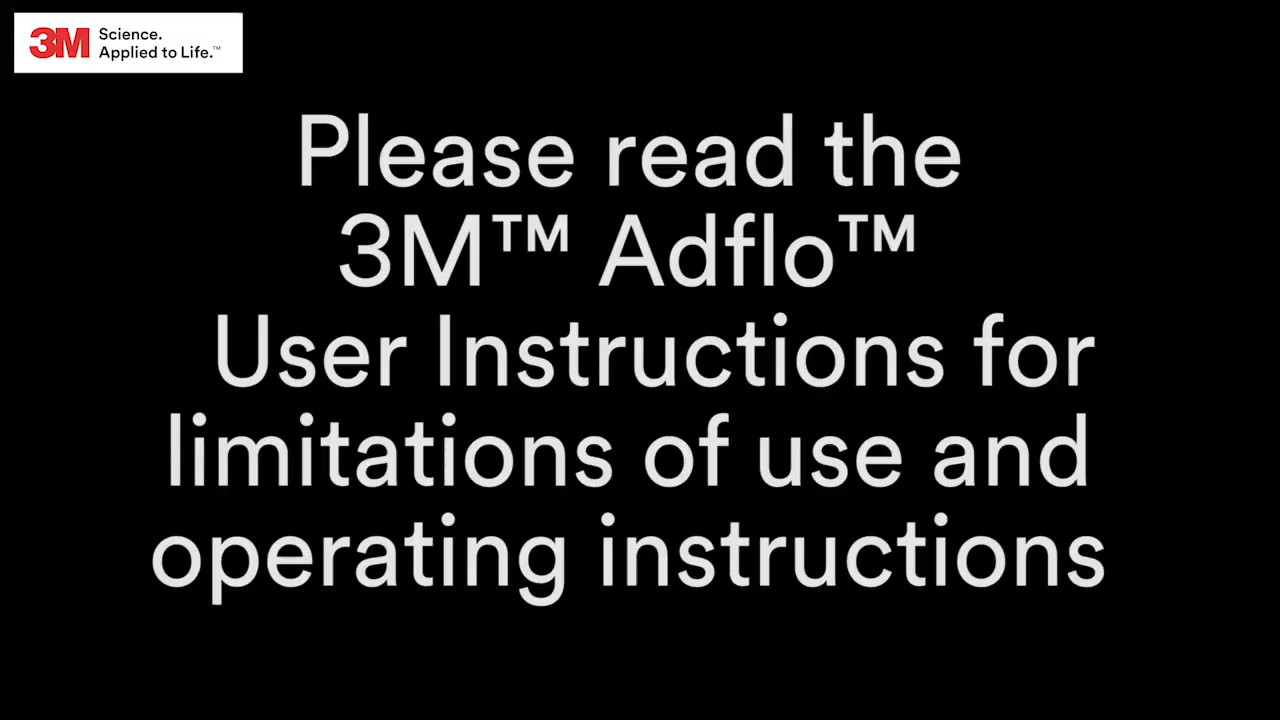 3M Science.
Applied to Life.™
Please read the
3M™ Adflo™
User Instructions for
limitations of use and
operating instructions